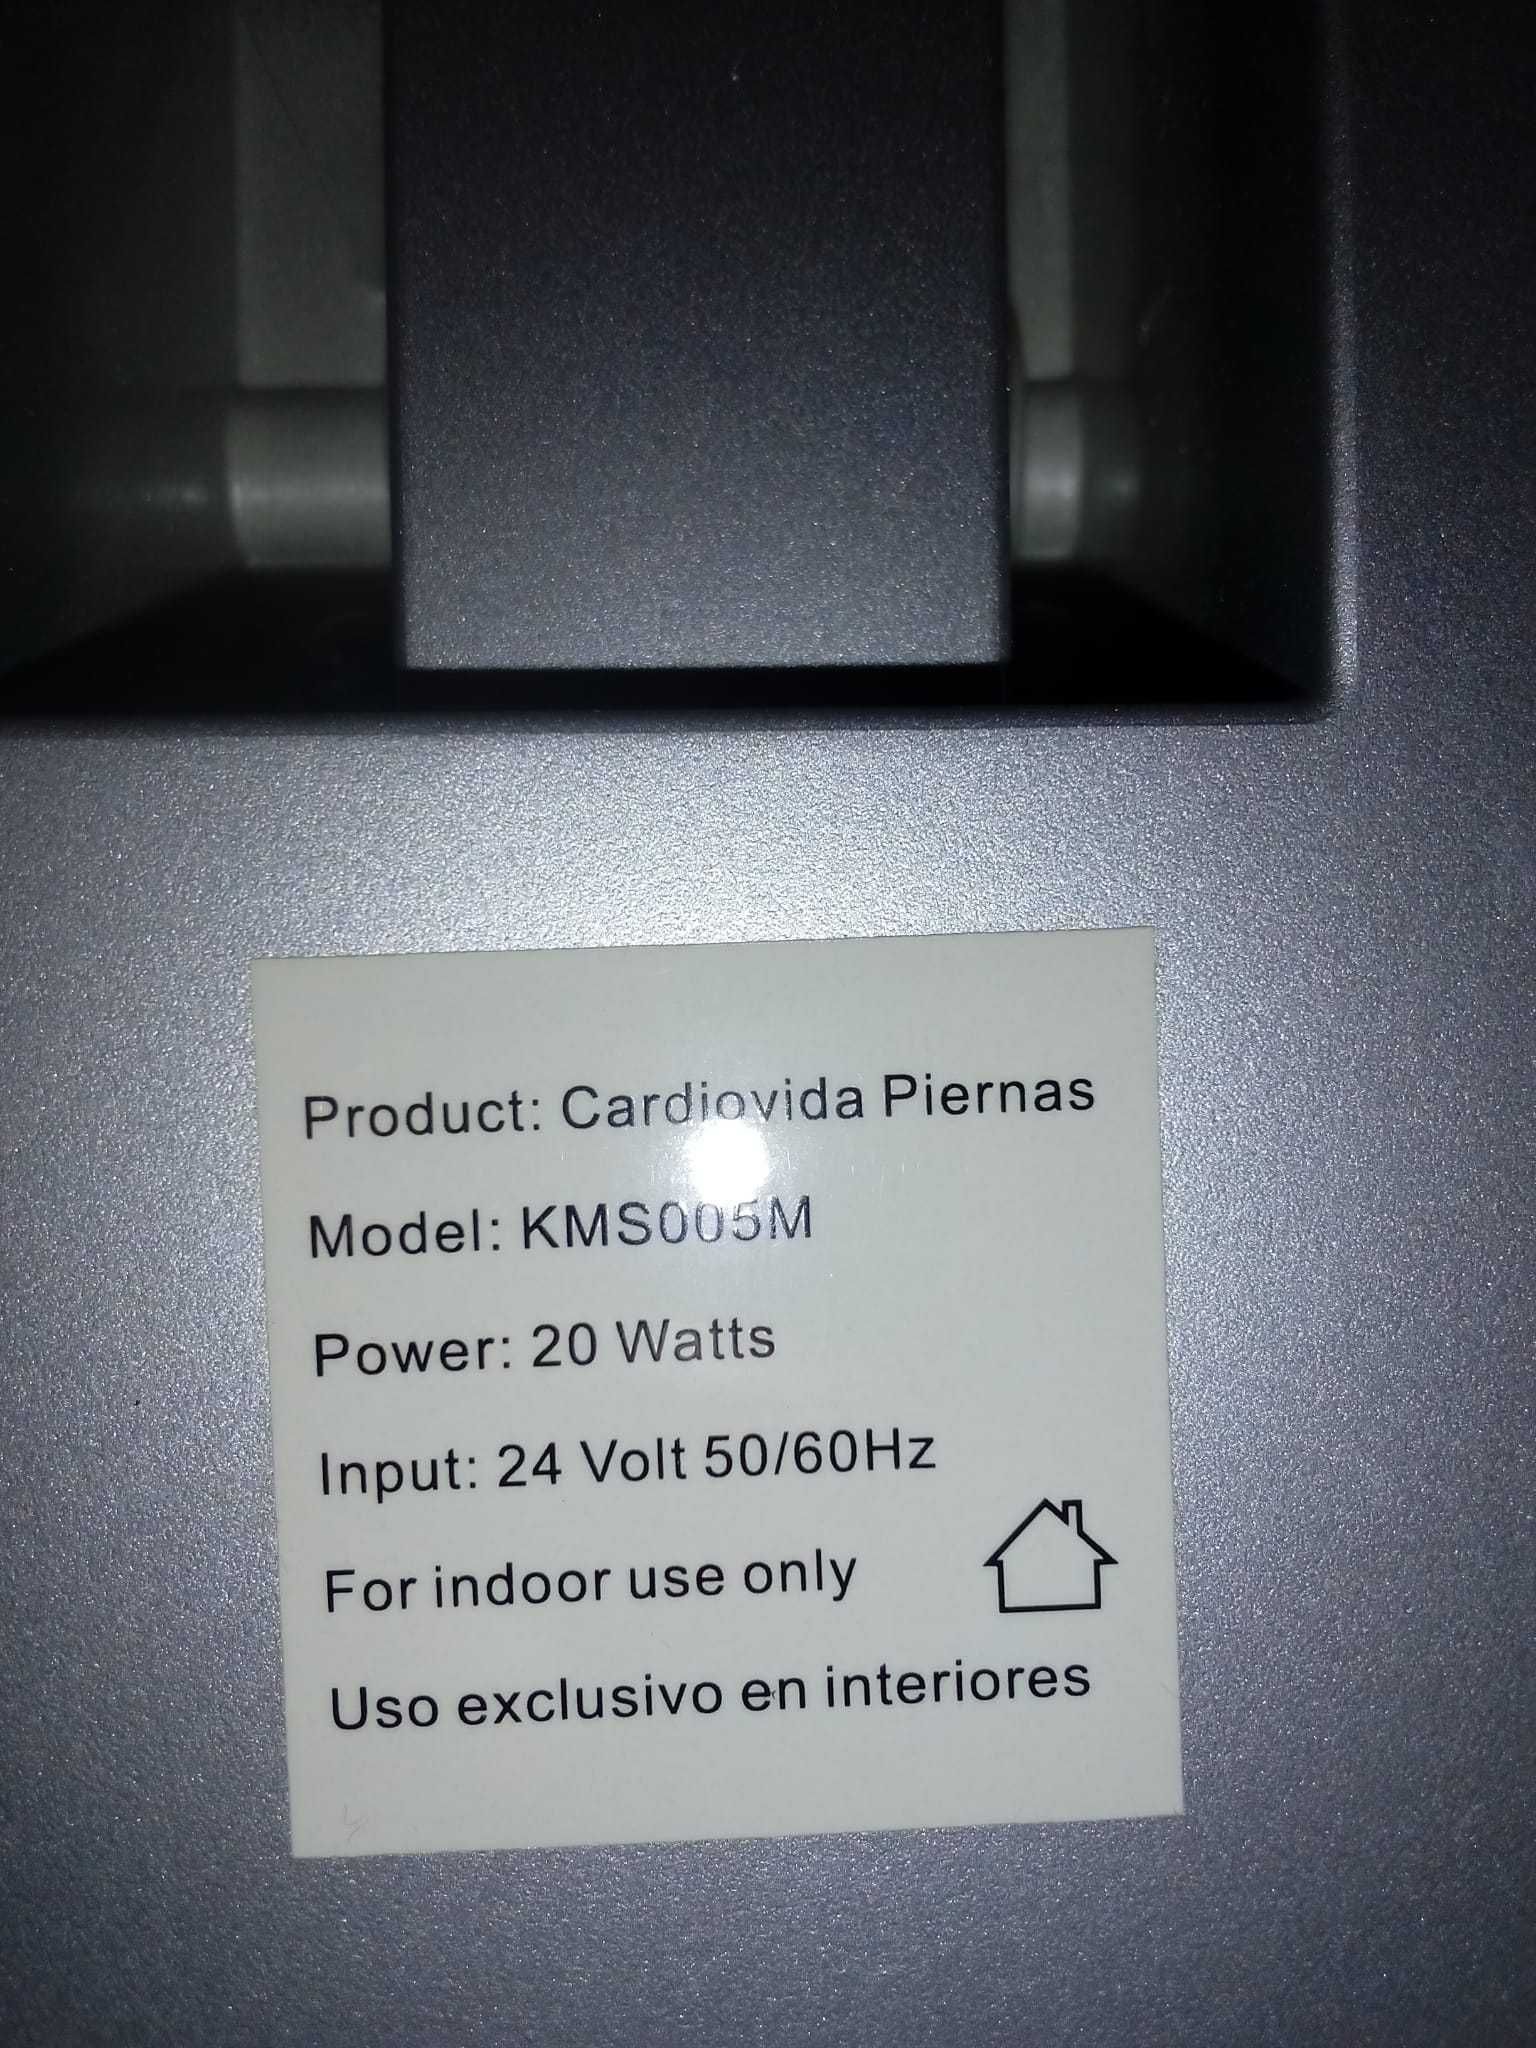 Product: Cardiovida Piernas
Model: KMS005M
Power: 20 Watts
Input: 24 Volt 50/60Hz
For indoor use only
Uso exclusivo en interiores